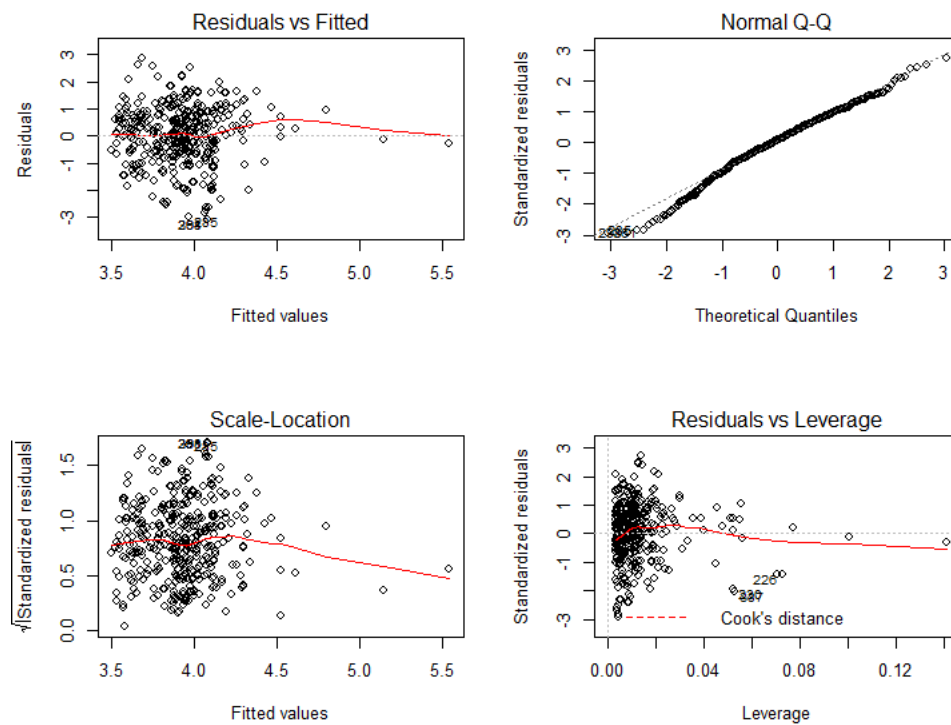 Residuals vs Fitted
Residuals
3
2
1
0
-1
-3
3.5 4.0 4.5 5.0 5.5
Fitted values
Normal Q-Q
Standardized residuals
3
2
1
0
-1
-2
-3
-3 -2 -1 0 1 2 3
Theoretical Quantiles
Scale-Location
√|Standardized residuals|
1.5
1.0
0.5
0.0
3.5 4.0 4.5 5.0 5.5
Fitted values
Residuals vs Leverage
Standardized residuals
3
2
1
0
-1
-3
226
Cook's distance
0.00 0.04 0.08 0.12
Leverage